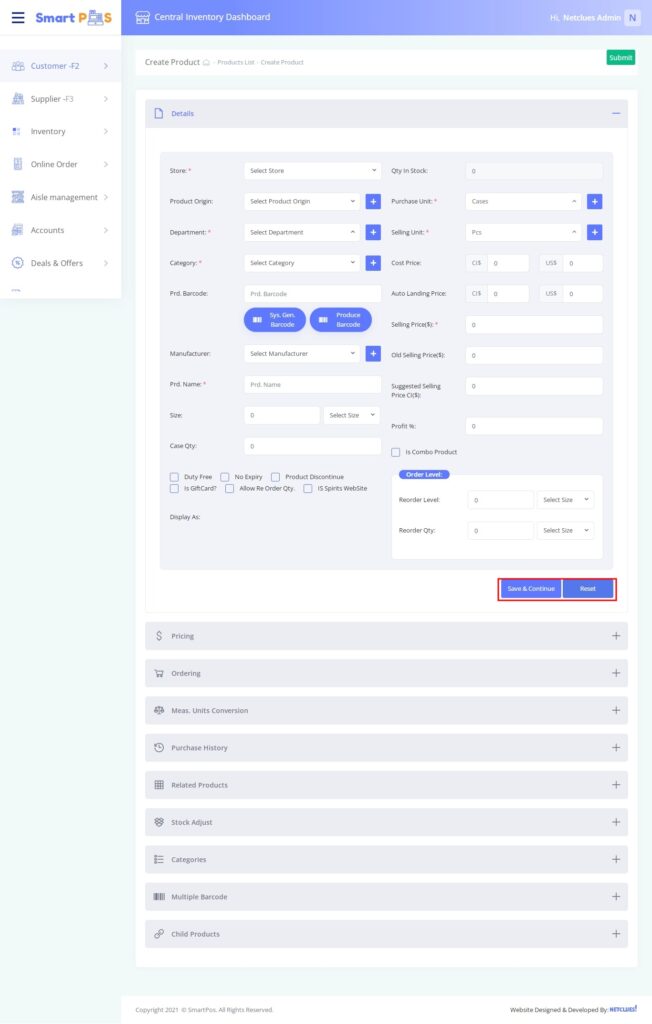 Smart POS
Central Inventory Dashboard
Hi, Netclues Admin N
Create Product - Products List - Create Product
Submit
Customer -F2
Supplier -F3
Inventory
Online Order
Aisle management
Accounts
Deals & Offers
Details
Store: * Select Store
Product Origin: Select Product Origin +
Department: * Select Department +
Category: * Select Category +
Prd. Barcode: Prd. Barcode
Sys. Gen. Barcode
Produce Barcode
Manufacturer: Select Manufacturer +
Prd. Name: * Prd. Name
Size: 0 Select Size
Case Qty: 0
Duty Free No Expiry Product Discontinue
Is GiftCard? Allow Re Order Qty. IS Spirits WebSite
Display As:
Qty In Stock: 0
Purchase Unit: * Cases +
Selling Unit: * Pcs +
Cost Price: CI$ 0 US$ 0
Auto Landing Price: CI$ 0 US$ 0
Selling Price($): * 0
Old Selling Price($): 0
Suggested Selling
Price CI($): 0
Profit %: 0
Is Combo Product
Order Level:
Reorder Level: 0 Select Size
Reorder Qty: 0 Select Size
Save & Continue Reset
Pricing
Ordering
Meas. Units Conversion
Purchase History
Related Products
Stock Adjust
Categories
Multiple Barcode
Child Products
Copyright 2021 © SmartPos. All Rights Reserved.
Website Designed & Developed By: NETCLUES!